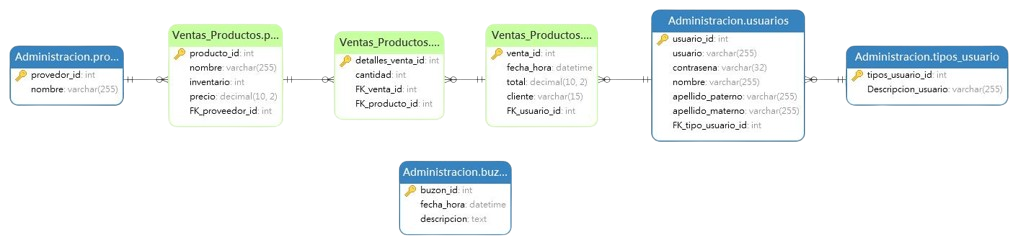 Administracion.pro...
provedor_id: int
nombre: varchar(255)
Ventas_Productos.p...
producto_id: int
nombre: varchar(255)
inventario: int
precio: decimal(10, 2)
FK_proveedor_id: int
Ventas_Productos....
detalles_venta_id: int
cantidad: int
FK_venta_id: int
FK_producto_id: int
Ventas_Productos....
venta_id: int
fecha_hora: datetime
total: decimal(10, 2)
cliente: varchar(15)
FK_usuario_id: int
Administracion.usuarios
usuario_id: int
usuario: varchar(255)
contrasena: varchar(32)
nombre: varchar(255)
apellido_paterno: varchar(255)
apellido_materno: varchar(255)
FK_tipo_usuario_id: int
Administracion.tipos_usuario
tipos_usuario_id: int
Descripcion_usuario: varchar(255)
Administracion.buz...
buzon_id: int
fecha_hora: datetime
descripcion: text